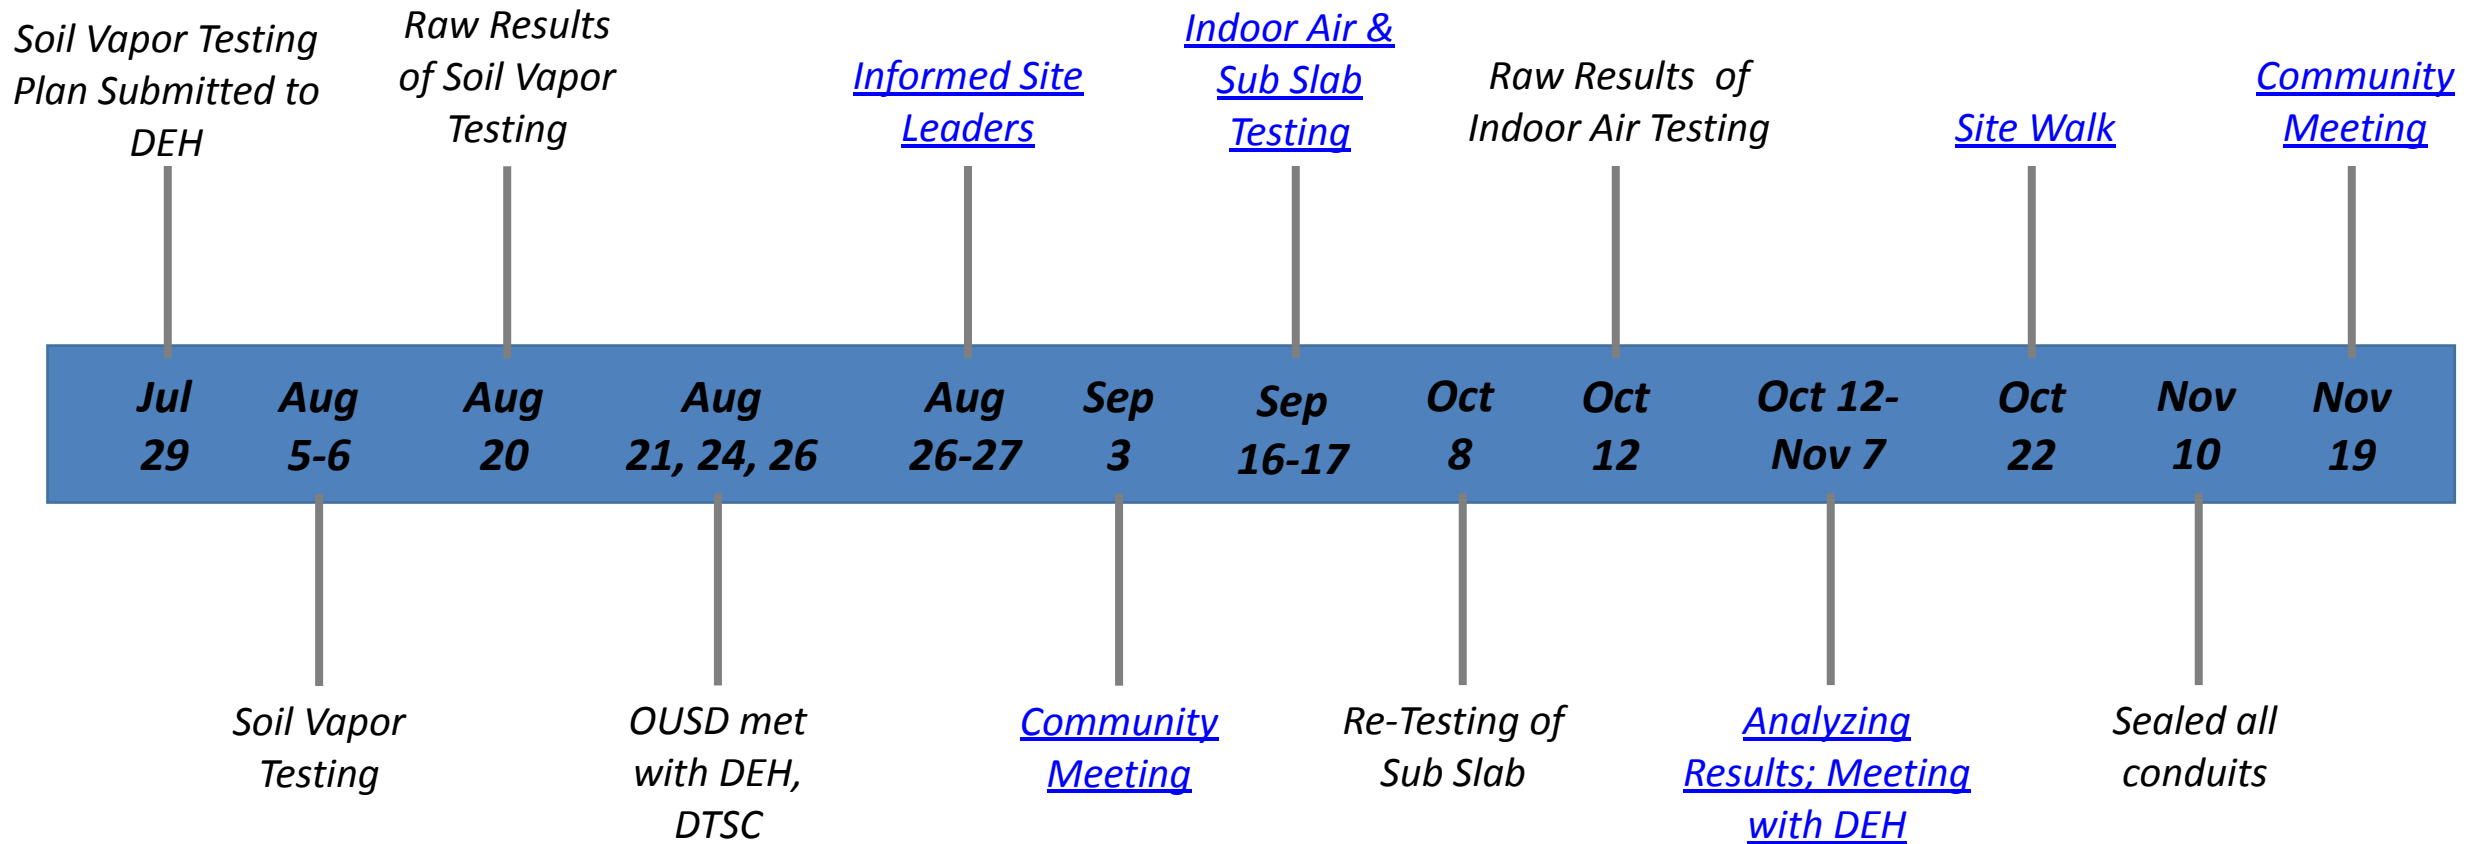 Soil Vapor Testing
Plan Submitted to
DEH
Raw Results
of Soil Vapor
Testing
Informed Site
Leaders
Indoor Air &
Sub Slab
Testing
Raw Results of
Indoor Air Testing
Site Walk
Community
Meeting
Jul
29
Aug
5-6
Aug
20
Aug
21, 24, 26
Aug
26-27
Sep
3
Sep
16-17
Oct
8
Oct
12
Oct 12-
Nov 7
Oct
22
Nov
10
Nov
19
Soil Vapor
Testing
OUSD met
with DEH,
DTSC
Community
Meeting
Re-Testing of
Sub Slab
Analyzing
Results; Meeting
with DEH
Sealed all
conduits